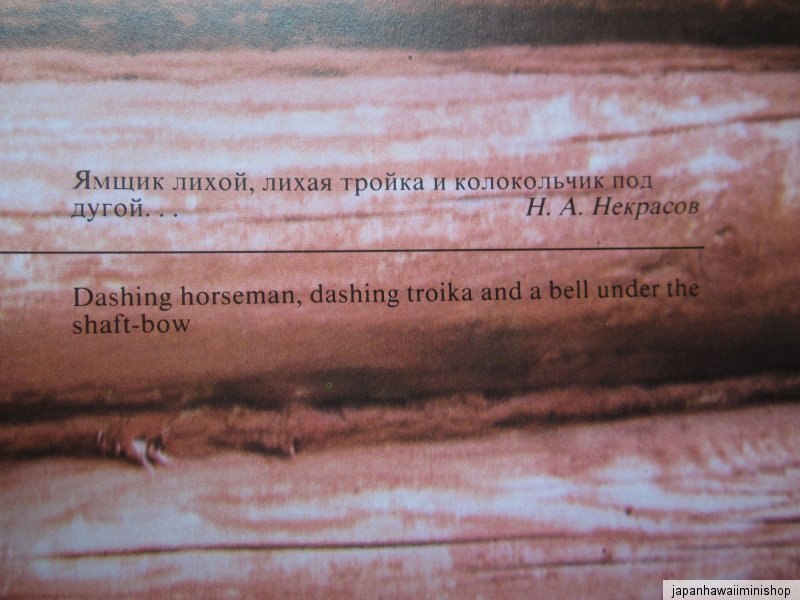 Ямщик лихой, лихая тройка и колокольчик под
дугой. . .
Н. А. Некрасов
Dashing horseman, dashing troika and a bell under the
shaft-bow
japanhawaiiminishop